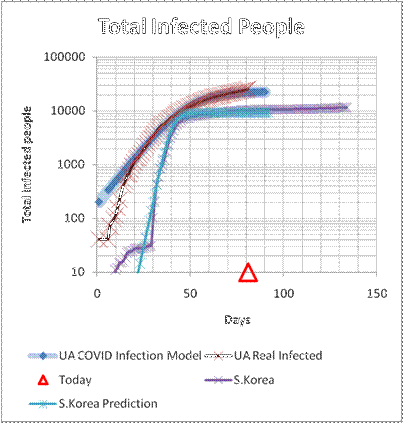 Total Infected People
100000
10000
1000
100
10
Total Infected people
0 50 100 150
Days
UA COVID Infection Model UA Real Infected
Today S.Korea
S.Korea Prediction